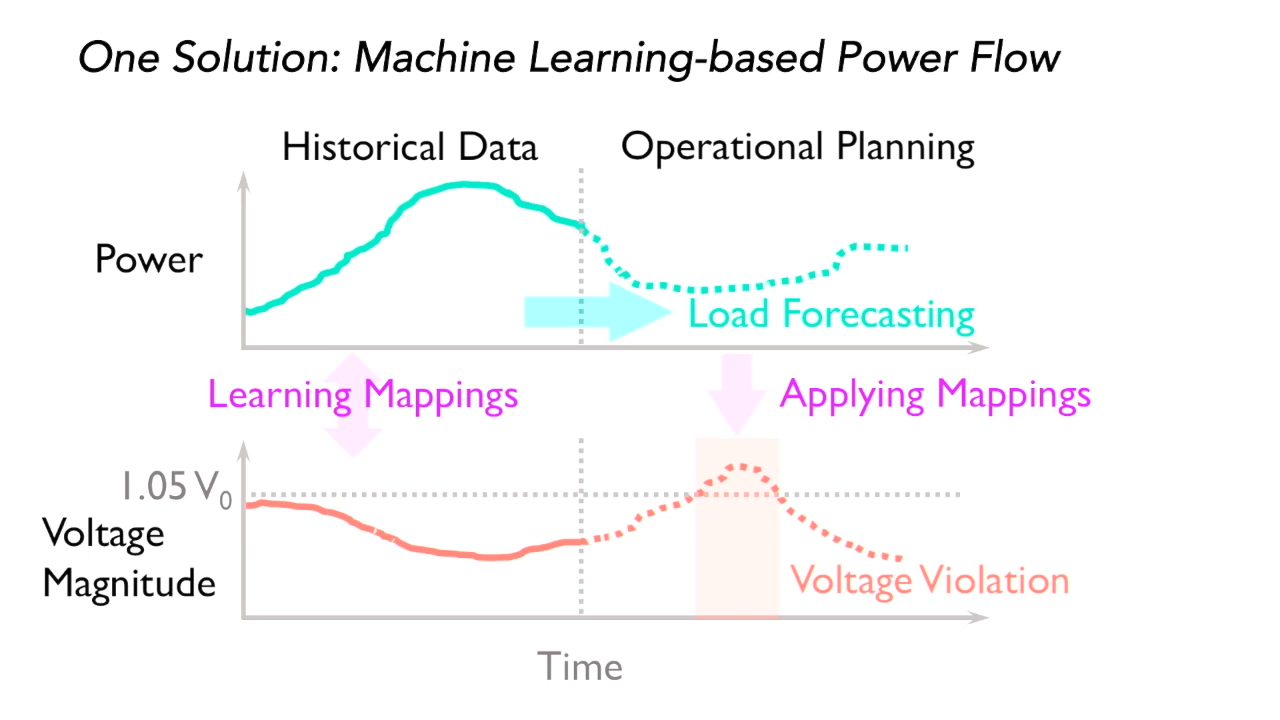 One Solution: Machine Learning-based Power Flow
Historical Data
Operational Planning
Power
Load Forecasting
Learning Mappings
Applying Mappings
1.05 V0
Voltage
Magnitude
Voltage Violation
Time